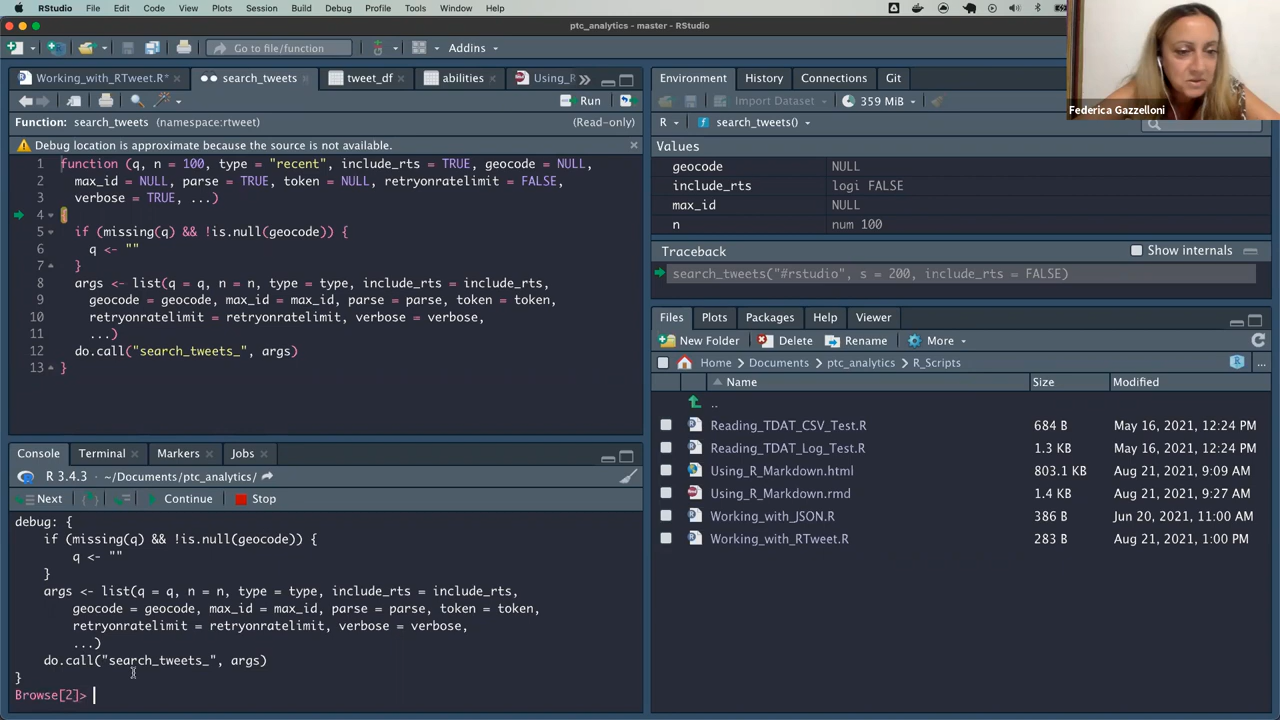 RStudio File Edit Code View Plots Session Build Debug Profile Tools Window Help
ptc_analytics - master - RStudio
Go to file/function Addins
Working_with_RTweet.R* search_tweets tweet_df abilities Using_R
Run
Function: search_tweets (namespace:rtweet) (Read-only)
Debug location is approximate because the source is not available.
1 function (q, n = 100, type = "recent", include_rts = TRUE, geocode = NULL,
2 max_id = NULL, parse = TRUE, token = NULL, retryonratelimit = FALSE,
3 verbose = TRUE, ...)
4 {
5 if (missing(q) && !is.null(geocode)) {
6 q <- ""
7 }
8 args <- list(q = q, n = n, type = type, include_rts = include_rts,
9 geocode = geocode, max_id = max_id, parse = parse, token = token,
10 retryonratelimit = retryonratelimit, verbose = verbose,
11 ...)
12 do.call("search_tweets_", args)
13 }
Console Terminal Markers Jobs
R 3.4.3 · ~/Documents/ptc_analytics/
Next Continue Stop
debug: {
if (missing(q) && !is.null(geocode)) {
q <- ""
}
args <- list(q = q, n = n, type = type, include_rts = include_rts,
geocode = geocode, max_id = max_id, parse = parse, token = token,
retryonratelimit = retryonratelimit, verbose = verbose,
...)
do.call("search_tweets_", args)
}
Browse[2]>
Federica Gazzelloni
Environment History Connections Git
Import Dataset 359 MiB
R search_tweets()
Values
geocode NULL
include_rts logi FALSE
max_id NULL
n num 100
Traceback Show internals
search_tweets("#rstudio", s = 200, include_rts = FALSE)
Files Plots Packages Help Viewer
New Folder Delete Rename More
Home Documents ptc_analytics R_Scripts ...
Name Size Modified
..
Reading_TDAT_CSV_Test.R 684 B May 16, 2021, 12:24 PM
Reading_TDAT_Log_Test.R 1.3 KB May 16, 2021, 12:24 PM
Using_R_Markdown.html 803.1 KB Aug 21, 2021, 9:09 AM
Using_R_Markdown.rmd 1.4 KB Aug 21, 2021, 9:27 AM
Working_with_JSON.R 386 B Jun 20, 2021, 11:00 AM
Working_with_RTweet.R 283 B Aug 21, 2021, 1:00 PM